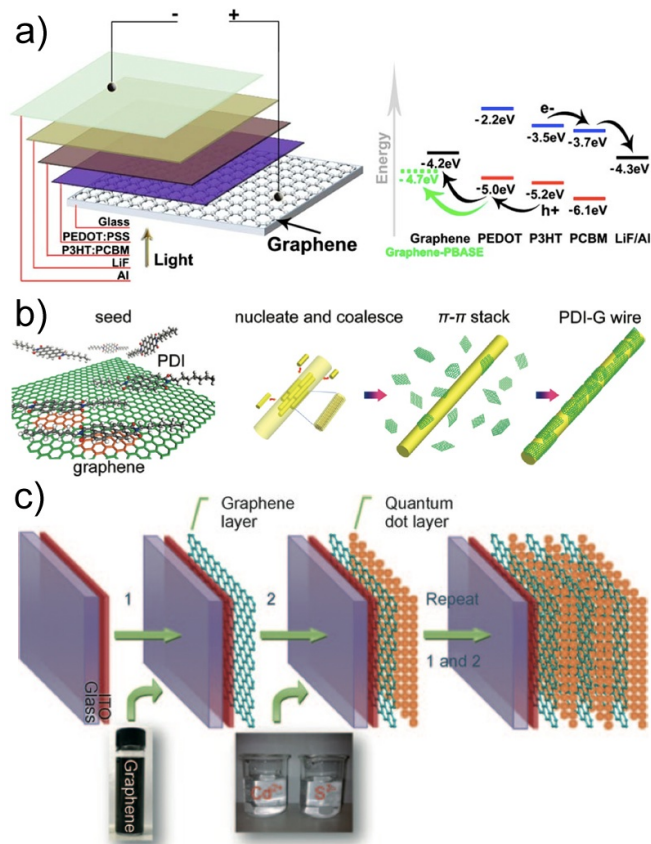 a)
- +
Glass
PEDOT:PSS
P3HT:PCBM
LiF
Al
Light
Graphene
Energy
-2.2eV
e-
-3.5eV
-3.7eV
-4.2eV
-4.3eV
-4.7eV
-5.0eV
-5.2eV
h+
-6.1eV
Graphene PEDOT P3HT PCBM LiF/Al
Graphene-PBASE
b)
seed
PDI
graphene
nucleate and coalesce
π-π stack
PDI-G wire
c)
Graphene
layer
Quantum
dot layer
1
2
Repeat
1 and 2
ITO
Glass
Graphene
Cd2+
S2-